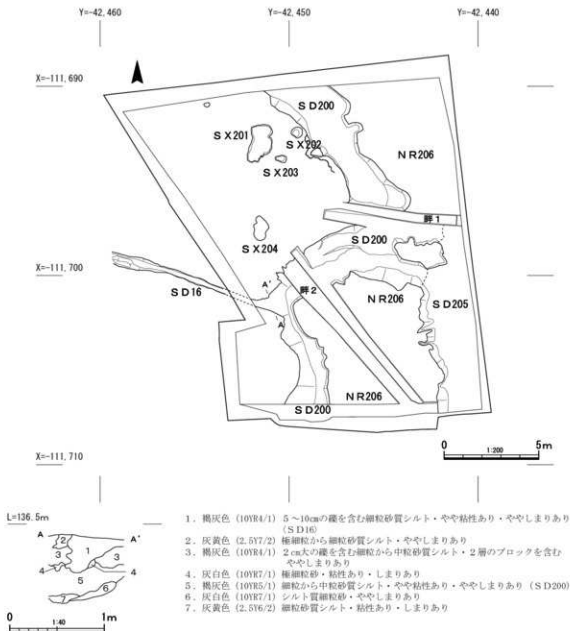 Y=-42,460
Y=-42,450
Y=-42,440
X=-111,690
SD200
SX201
SX202
SX203
NR206
畔1
SX204
SD200
X=-111,700
SD16
A'
A
畔2
NR206
SD205
NR206
SD200
X=-111,710
0 1:200 5m
L=136.5m
A A'
2
1
3
3
4
4
5
6
0 1:40 1m
1．褐灰色（10YR4/1）5～10cmの礫を含む細粒砂質シルト・やや粘性あり・ややしまりあり
（SD16）
2．灰黄色（2.5Y7/2）極細粒から細粒砂質シルト・ややしまりあり
3．褐灰色（10YR4/1）2cm大の礫を含む細粒から中粒砂質シルト・2層のブロックを含む
ややしまりあり
4．灰白色（10YR7/1）極細粒砂・粘性あり・しまりあり
5．褐灰色（10YR5/1）細粒から中粒砂質シルト・やや粘性あり・ややしまりあり（SD200）
6．灰白色（10YR7/1）シルト質細粒砂・ややしまりあり
7．灰黄色（2.5Y6/2）細粒砂質シルト・粘性あり・しまりあり